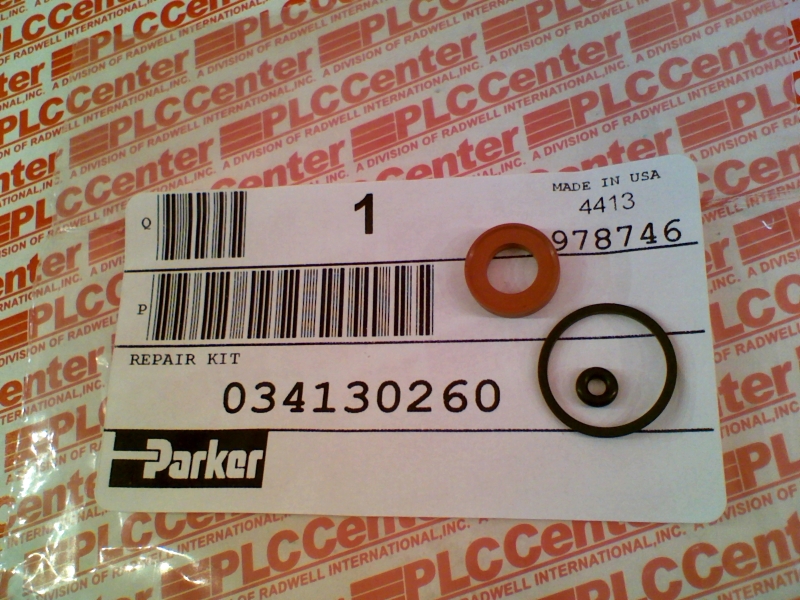 PLCCenter
A DIVISION OF RADWELL INTERNATIONAL, INC.
MADE IN USA
Q
1
4413
978746
P
REPAIR KIT
034130260
Parker